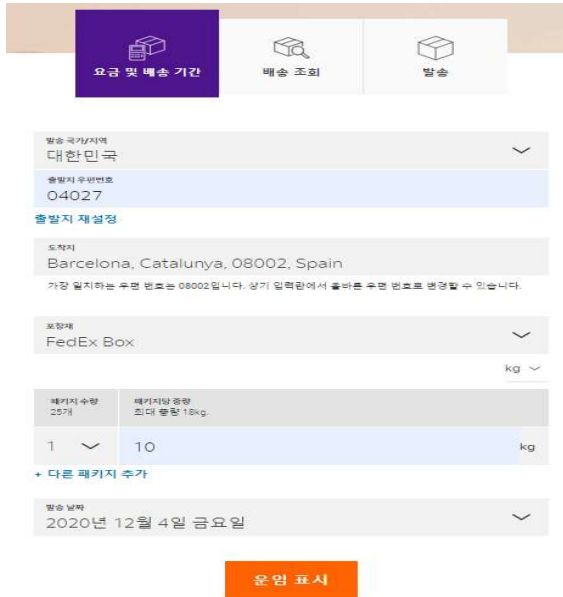 요금 및 배송 기간
배송 조회
발송
발송 국가/지역
대한민국
출발지 우편번호
04027
출발지 재설정
도착지
Barcelona, Catalunya, 08002, Spain
가장 일치하는 우편 번호는 08002입니다. 상기 입력란에서 올바른 우편 번호로 변경할 수 있습니다.
포장재
FedEx Box
kg
패키지 수량 패키지당 중량
25개 최대 중량 18kg.
1 10 kg
+ 다른 패키지 추가
발송 날짜
2020년 12월 4일 금요일
운임 표시